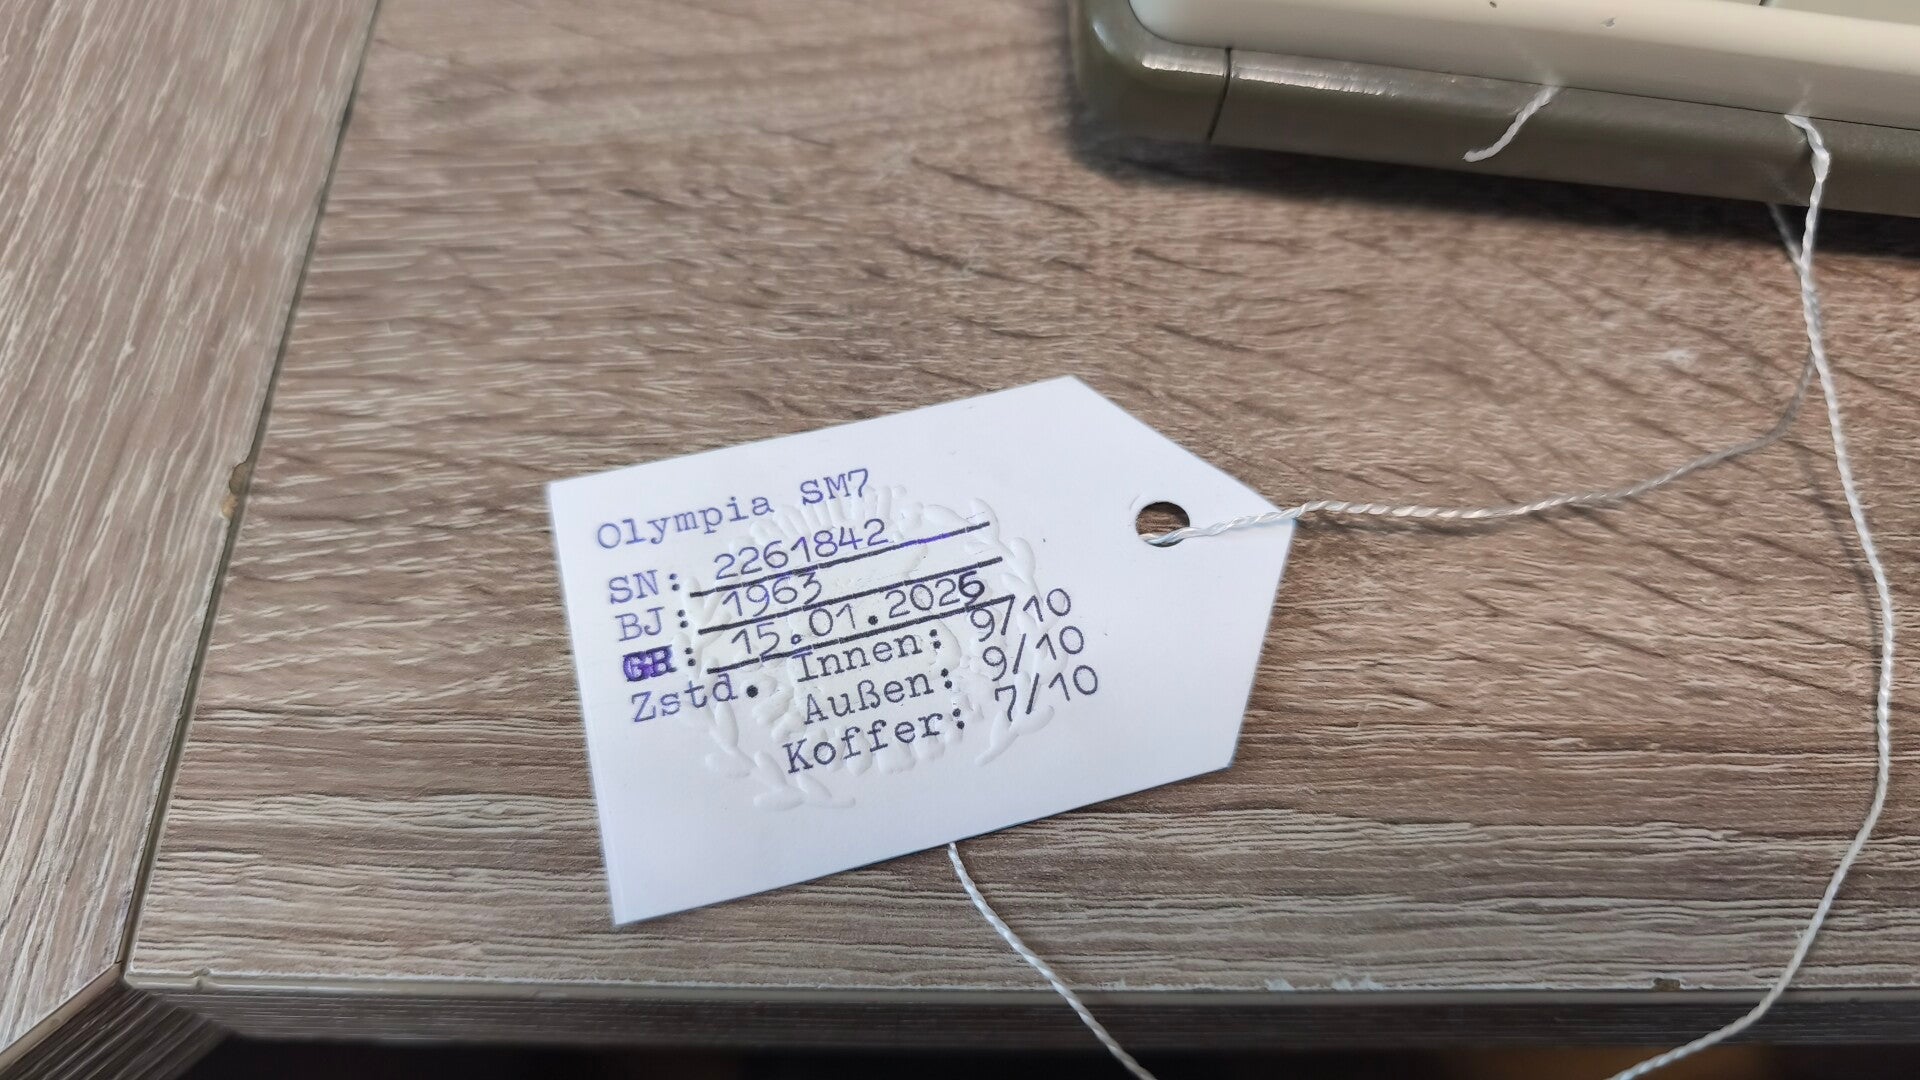 Olympia SM7
SN: 2261842
BJ: 1963
GR: 15.01.2026
Zstd. Innen: 9/10
Außen: 9/10
Koffer: 7/10